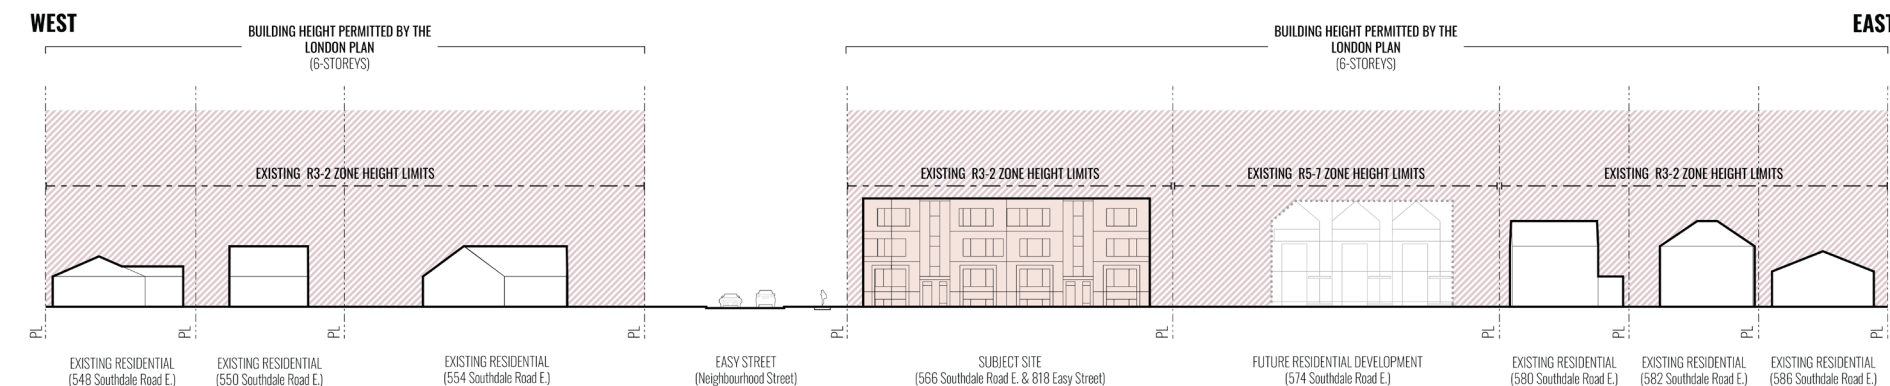 WEST
EAST
BUILDING HEIGHT PERMITTED BY THE
LONDON PLAN
(6-STOREYS)
BUILDING HEIGHT PERMITTED BY THE
LONDON PLAN
(6-STOREYS)
EXISTING R3-2 ZONE HEIGHT LIMITS
EXISTING R3-2 ZONE HEIGHT LIMITS
EXISTING R5-7 ZONE HEIGHT LIMITS
EXISTING R3-2 ZONE HEIGHT LIMITS
PL
PL
PL
PL
PL
PL
PL
PL
PL
PL
EXISTING RESIDENTIAL
(548 Southdale Road E.)
EXISTING RESIDENTIAL
(550 Southdale Road E.)
EXISTING RESIDENTIAL
(554 Southdale Road E.)
EASY STREET
(Neighbourhood Street)
SUBJECT SITE
(566 Southdale Road E. & 818 Easy Street)
FUTURE RESIDENTIAL DEVELOPMENT
(574 Southdale Road E.)
EXISTING RESIDENTIAL
(580 Southdale Road E.)
EXISTING RESIDENTIAL
(582 Southdale Road E.)
EXISTING RESIDENTIAL
(586 Southdale Road E.)